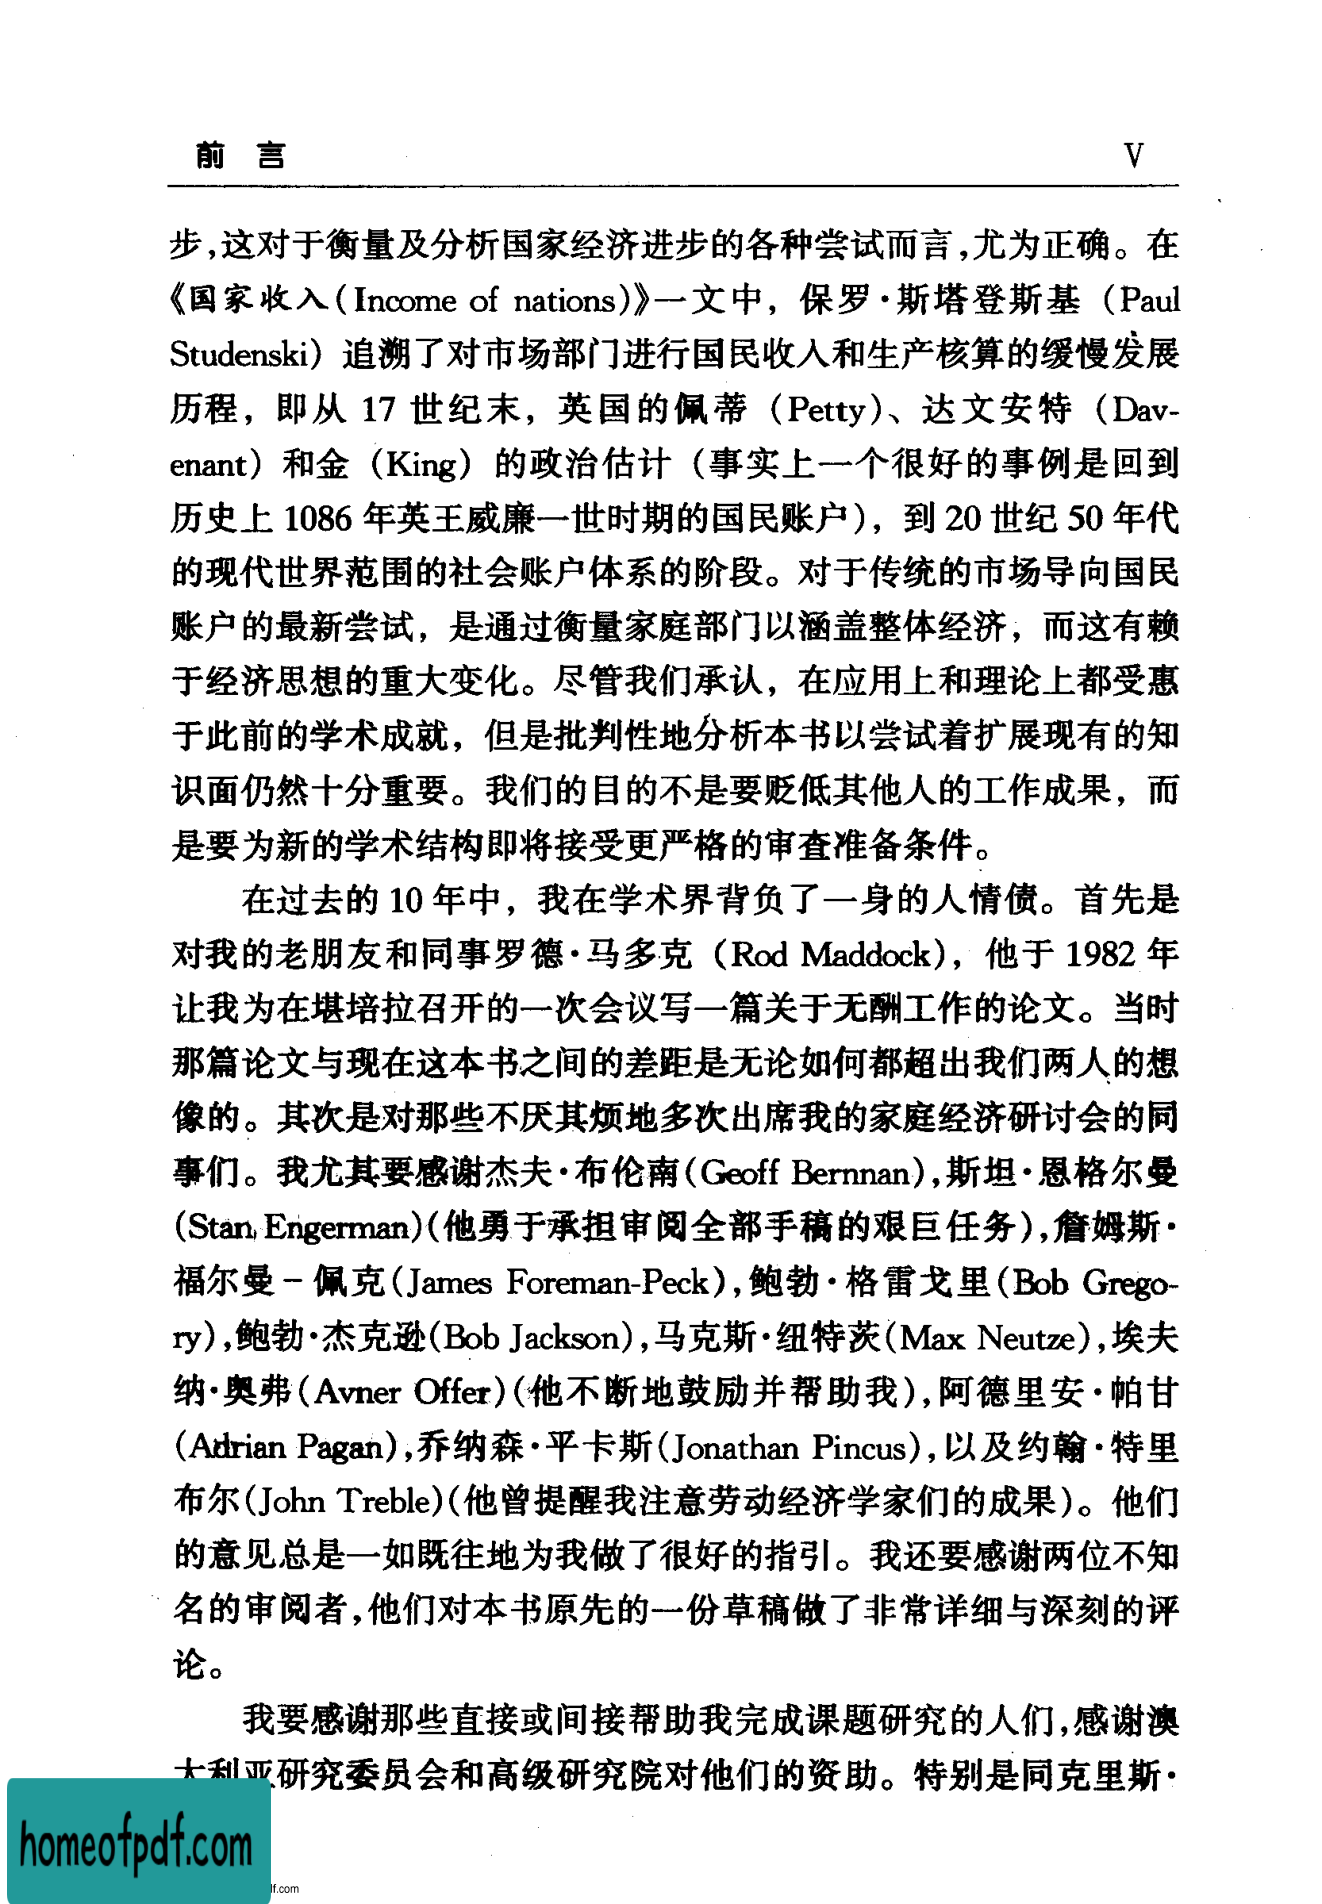 前 言 V
步,这对于衡量及分析国家经济进步的各种尝试而言,尤为正确。在
《国家收入(Income of nations)》一文中，保罗·斯塔登斯基（Paul
Studenski）追溯了对市场部门进行国民收入和生产核算的缓慢发展
历程，即从 17 世纪末，英国的佩蒂（Petty）、达文安特（Dav-
enant）和金（King）的政治估计（事实上一个很好的事例是回到
历史上 1086 年英王威廉一世时期的国民账户），到 20 世纪 50 年代
的现代世界范围的社会账户体系的阶段。对于传统的市场导向国民
账户的最新尝试，是通过衡量家庭部门以涵盖整体经济，而这有赖
于经济思想的重大变化。尽管我们承认，在应用上和理论上都受惠
于此前的学术成就，但是批判性地分析本书以尝试着扩展现有的知
识面仍然十分重要。我们的目的不是要贬低其他人的工作成果，而
是要为新的学术结构即将接受更严格的审查准备条件。
在过去的 10 年中，我在学术界背负了一身的人情债。首先是
对我的老朋友和同事罗德·马多克（Rod Maddock），他于 1982 年
让我为在堪培拉召开的一次会议写一篇关于无酬工作的论文。当时
那篇论文与现在这本书之间的差距是无论如何都超出我们两人的想
像的。其次是对那些不厌其烦地多次出席我的家庭经济研讨会的同
事们。我尤其要感谢杰夫·布伦南(Geoff Bernnan),斯坦·恩格尔曼
(Stan Engerman)(他勇于承担审阅全部手稿的艰巨任务),詹姆斯·
福尔曼－佩克(James Foreman-Peck),鲍勃·格雷戈里(Bob Grego-
ry),鲍勃·杰克逊(Bob Jackson),马克斯·纽特茨(Max Neutze),埃夫
纳·奥弗(Avner Offer)(他不断地鼓励并帮助我),阿德里安·帕甘
(Adrian Pagan),乔纳森·平卡斯(Jonathan Pincus),以及约翰·特里
布尔(John Treble)(他曾提醒我注意劳动经济学家们的成果)。他们
的意见总是一如既往地为我做了很好的指引。我还要感谢两位不知
名的审阅者,他们对本书原先的一份草稿做了非常详细与深刻的评
论。
我要感谢那些直接或间接帮助我完成课题研究的人们,感谢澳
大利亚研究委员会和高级研究院对他们的资助。特别是同克里斯·
homeofpdf.com
lf.com